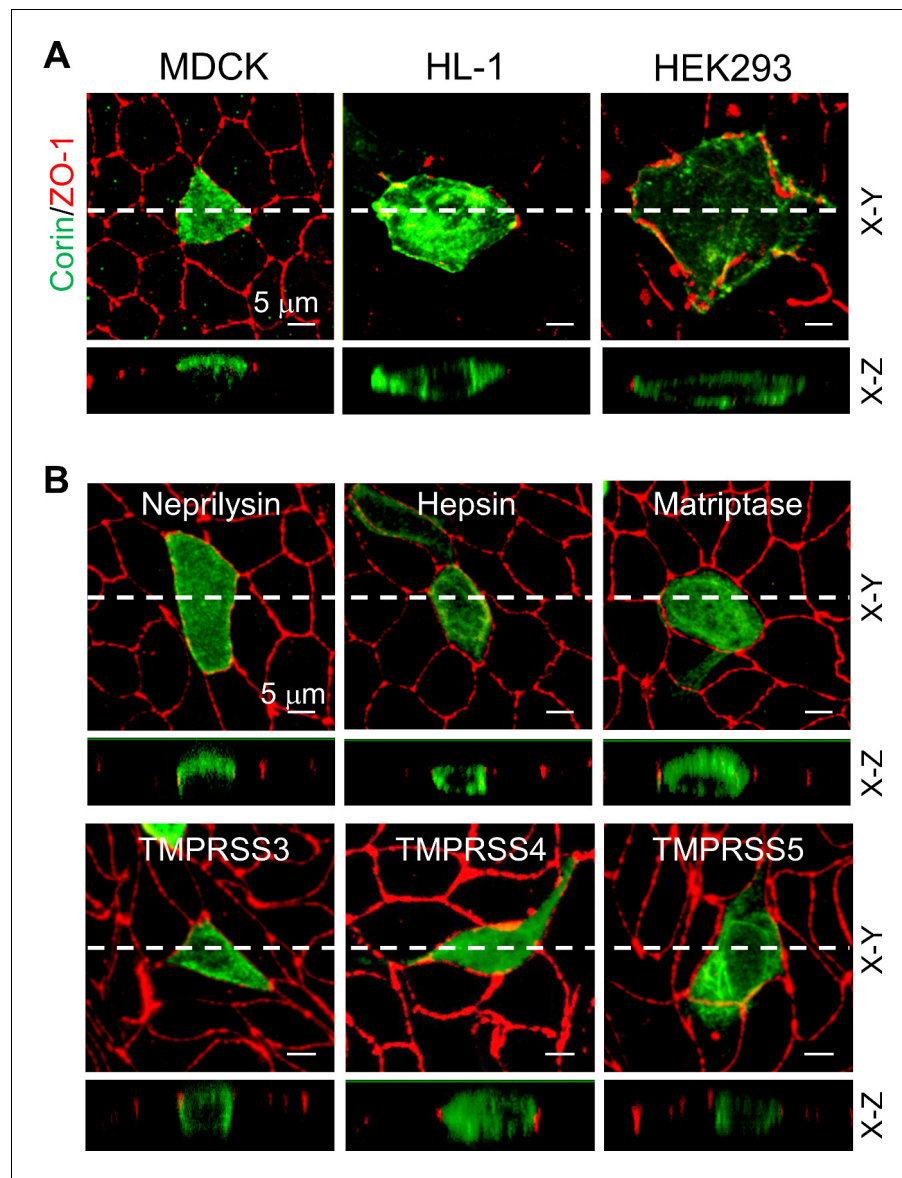 A
MDCK HL-1 HEK293
Corin/ZO-1
5 μm
X-Y
X-Z
B
Neprilysin Hepsin Matriptase
5 μm
X-Y
X-Z
TMPRSS3 TMPRSS4 TMPRSS5
X-Y
X-Z